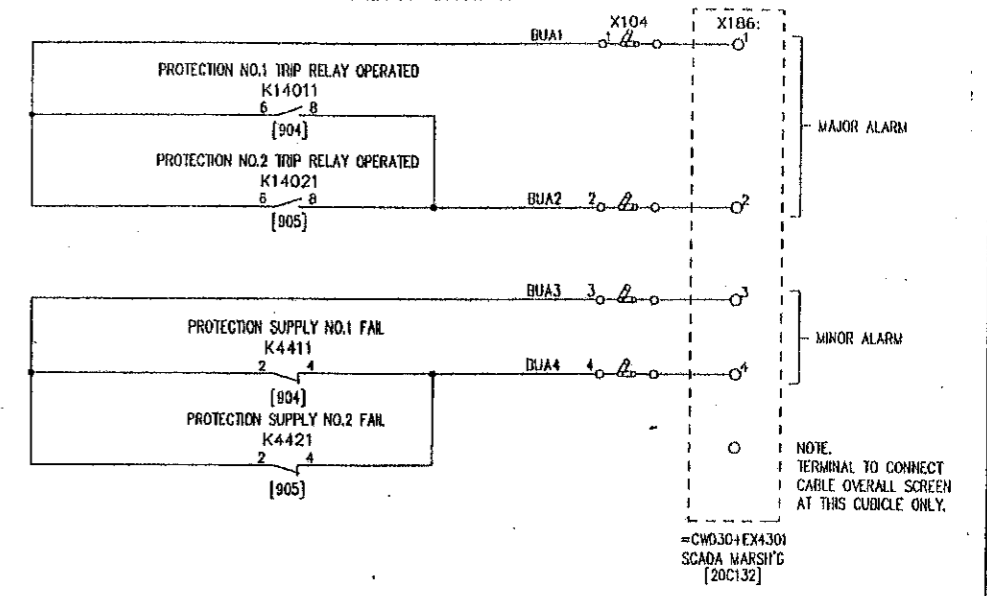 X104
X186:
BUA1
1
1
PROTECTION NO.1 TRIP RELAY OPERATED
K14011
6 8
[904]
MAJOR ALARM
PROTECTION NO.2 TRIP RELAY OPERATED
K14021
6 8
[905]
BUA2
2
2
BUA3
3
3
PROTECTION SUPPLY NO.1 FAIL
K4411
2 4
[904]
MINOR ALARM
BUA4
4
4
PROTECTION SUPPLY NO.2 FAIL
K4421
2 4
[905]
NOTE.
TERMINAL TO CONNECT
CABLE OVERALL SCREEN
AT THIS CUBICLE ONLY.
=CW030+EX4301
SCADA MARSH'G
[20C132]